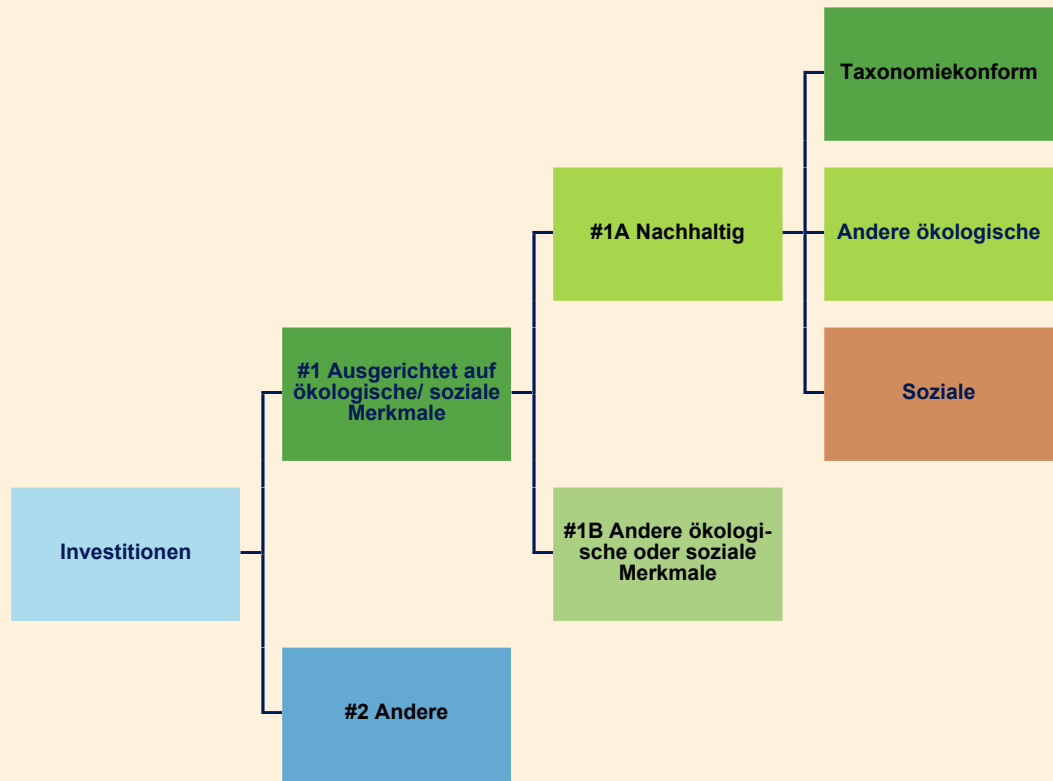 Taxonomiekonform
#1A Nachhaltig
Andere ökologische
#1 Ausgerichtet auf
ökologische/ soziale
Merkmale
Soziale
Investitionen
#1B Andere ökologi-
sche oder soziale
Merkmale
#2 Andere